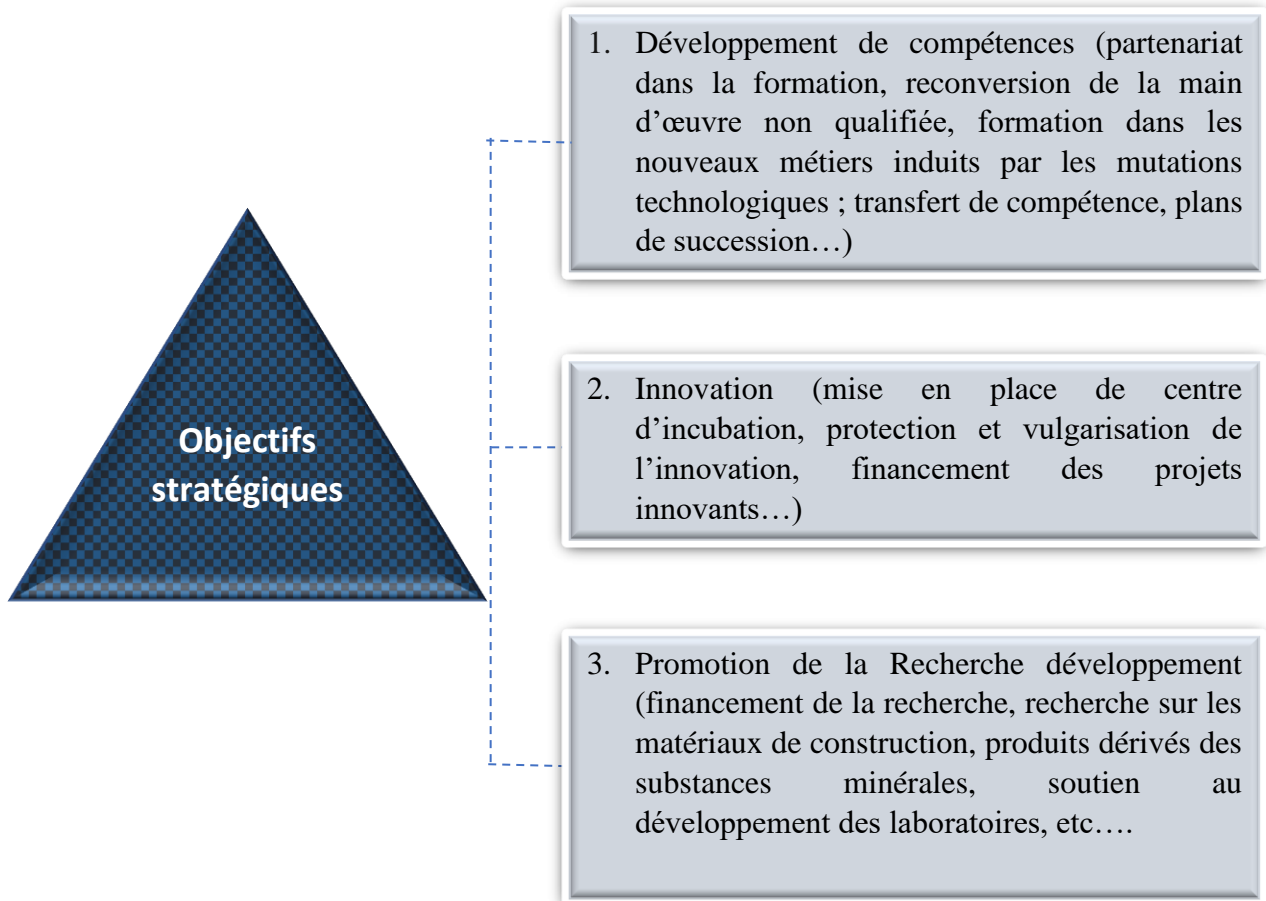 Objectifs
stratégiques
1. Développement de compétences (partenariat
dans la formation, reconversion de la main
d’œuvre non qualifiée, formation dans les
nouveaux métiers induits par les mutations
technologiques ; transfert de compétence, plans
de succession…)
2. Innovation (mise en place de centre
d’incubation, protection et vulgarisation de
l’innovation, financement des projets
innovants…)
3. Promotion de la Recherche développement
(financement de la recherche, recherche sur les
matériaux de construction, produits dérivés des
substances minérales, soutien au
développement des laboratoires, etc….